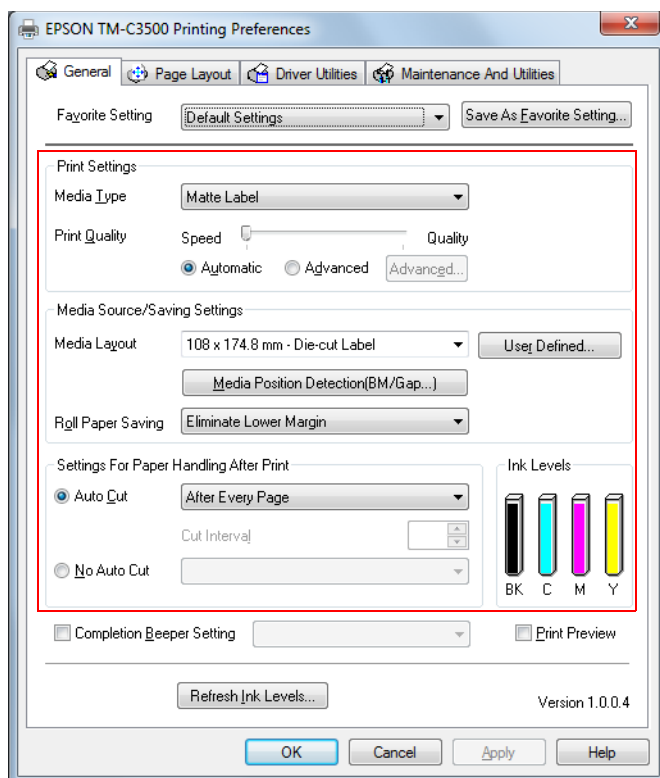 EPSON TM-C3500 Printing Preferences
x
General Page Layout Driver Utilities Maintenance And Utilities
Favorite Setting Default Settings Save As Favorite Setting...
Print Settings
Media Type Matte Label
Print Quality Speed Quality
Automatic Advanced Advanced...
Media Source/Saving Settings
Media Layout 108 x 174.8 mm - Die-cut Label User Defined...
Media Position Detection(BM/Gap...)
Roll Paper Saving Eliminate Lower Margin
Settings For Paper Handling After Print Ink Levels
Auto Cut After Every Page
Cut Interval
No Auto Cut
BK C M Y
Completion Beeper Setting Print Preview
Refresh Ink Levels... Version 1.0.0.4
OK Cancel Apply Help